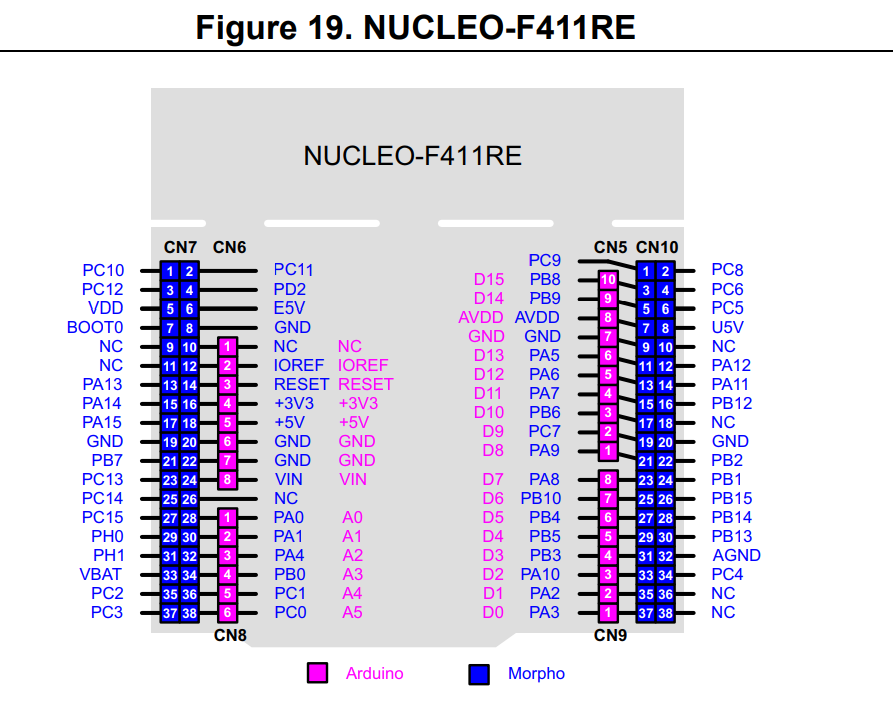 Figure 19. NUCLEO-F411RE
NUCLEO-F411RE
CN7 CN6 CN5 CN10
PC9
PC10 1 2 PC11 1 2 PC8
D15 PB8 10
PC12 3 4 PD2 3 4 PC6
D14 PB9 9
VDD 5 6 E5V 5 6 PC5
AVDD AVDD 8
BOOT0 7 8 GND 7 8 U5V
GND GND 7
NC 9 10 1 NC NC 9 10 NC
D13 PA5 6
NC 11 12 2 IOREF IOREF 11 12 PA12
D12 PA6 5
PA13 13 14 3 RESET RESET 13 14 PA11
D11 PA7 4
PA14 15 16 4 +3V3 +3V3 15 16 PB12
D10 PB6 3
PA15 17 18 5 +5V +5V 17 18 NC
D9 PC7 2
GND 19 20 6 GND GND 19 20 GND
D8 PA9 1
PB7 21 22 7 GND GND 21 22 PB2
PC13 23 24 8 VIN VIN D7 PA8 8 23 24 PB1
PC14 25 26 NC D6 PB10 7 25 26 PB15
PC15 27 28 1 PA0 A0 D5 PB4 6 27 28 PB14
PH0 29 30 2 PA1 A1 D4 PB5 5 29 30 PB13
PH1 31 32 3 PA4 A2 D3 PB3 4 31 32 AGND
VBAT 33 34 4 PB0 A3 D2 PA10 3 33 34 PC4
PC2 35 36 5 PC1 A4 D1 PA2 2 35 36 NC
PC3 37 38 6 PC0 A5 D0 PA3 1 37 38 NC
CN8 CN9
Arduino Morpho